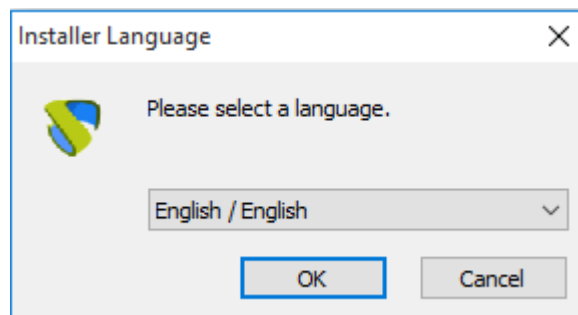 Installer Language
Please select a language.
English / English
OK
Cancel